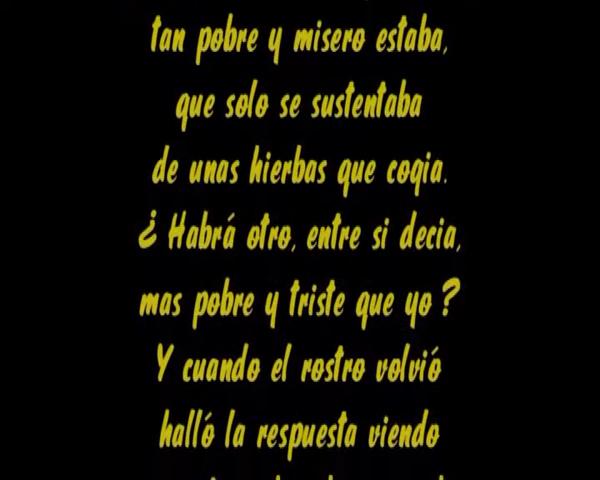 tan pobre y misero estaba,
que solo se sustentaba
de unas hierbas que cogia.
¿ Habrá otro, entre si decia,
mas pobre y triste que yo ?
Y cuando el rostro volvió
halló la respuesta viendo